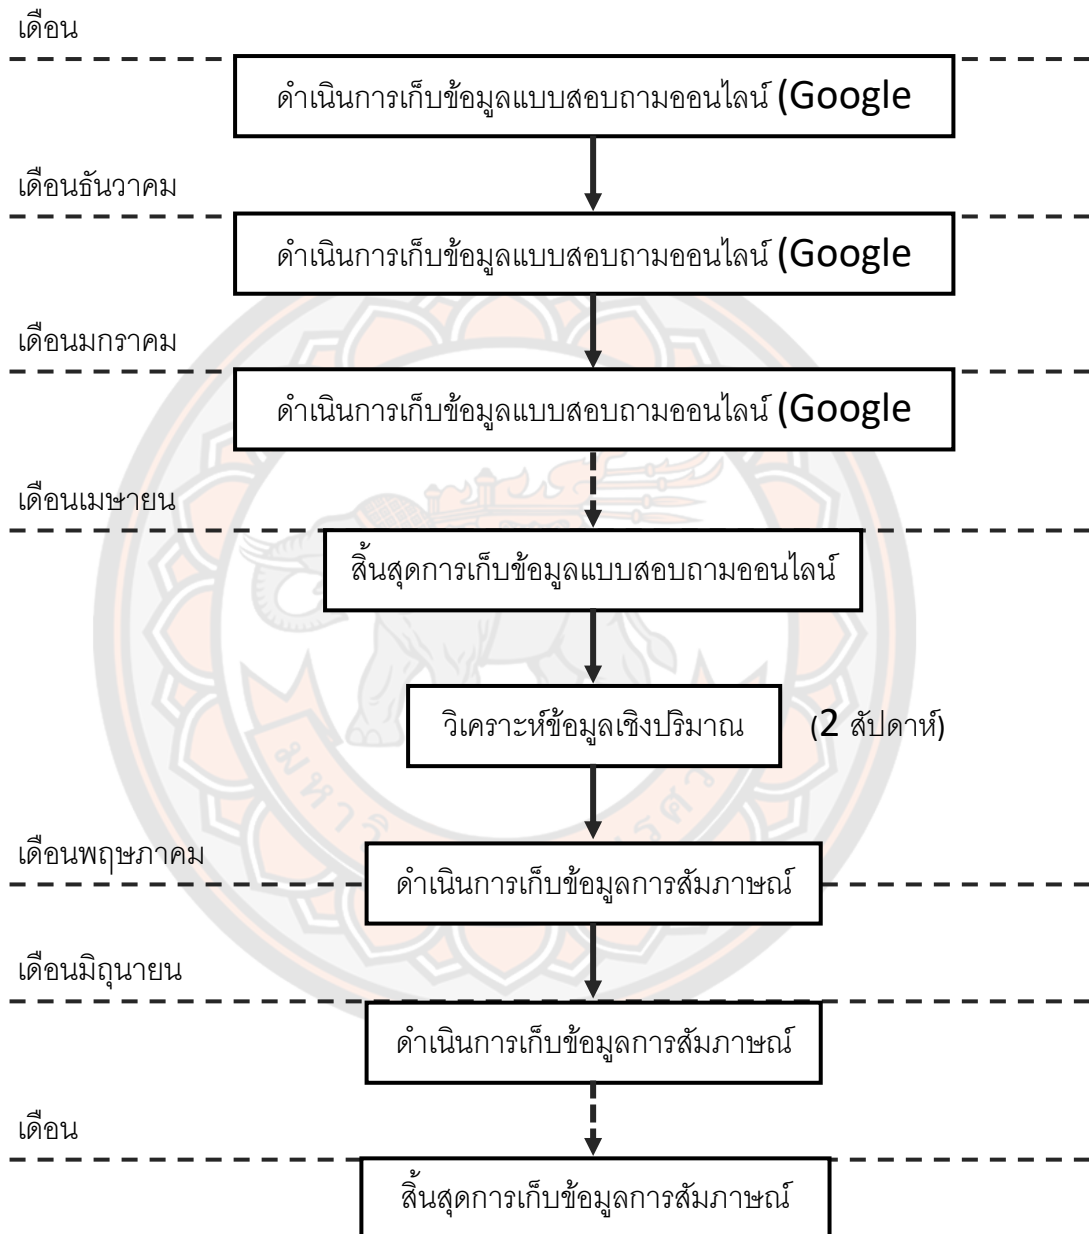 เดือน
ดำเนินการเก็บข้อมูลแบบสอบถามออนไลน์ (Google
เดือนธันวาคม
ดำเนินการเก็บข้อมูลแบบสอบถามออนไลน์ (Google
เดือนมกราคม
ดำเนินการเก็บข้อมูลแบบสอบถามออนไลน์ (Google
เดือนเมษายน
สิ้นสุดการเก็บข้อมูลแบบสอบถามออนไลน์
วิเคราะห์ข้อมูลเชิงปริมาณ (2 สัปดาห์)
เดือนพฤษภาคม
ดำเนินการเก็บข้อมูลการสัมภาษณ์
เดือนมิถุนายน
ดำเนินการเก็บข้อมูลการสัมภาษณ์
เดือน
สิ้นสุดการเก็บข้อมูลการสัมภาษณ์